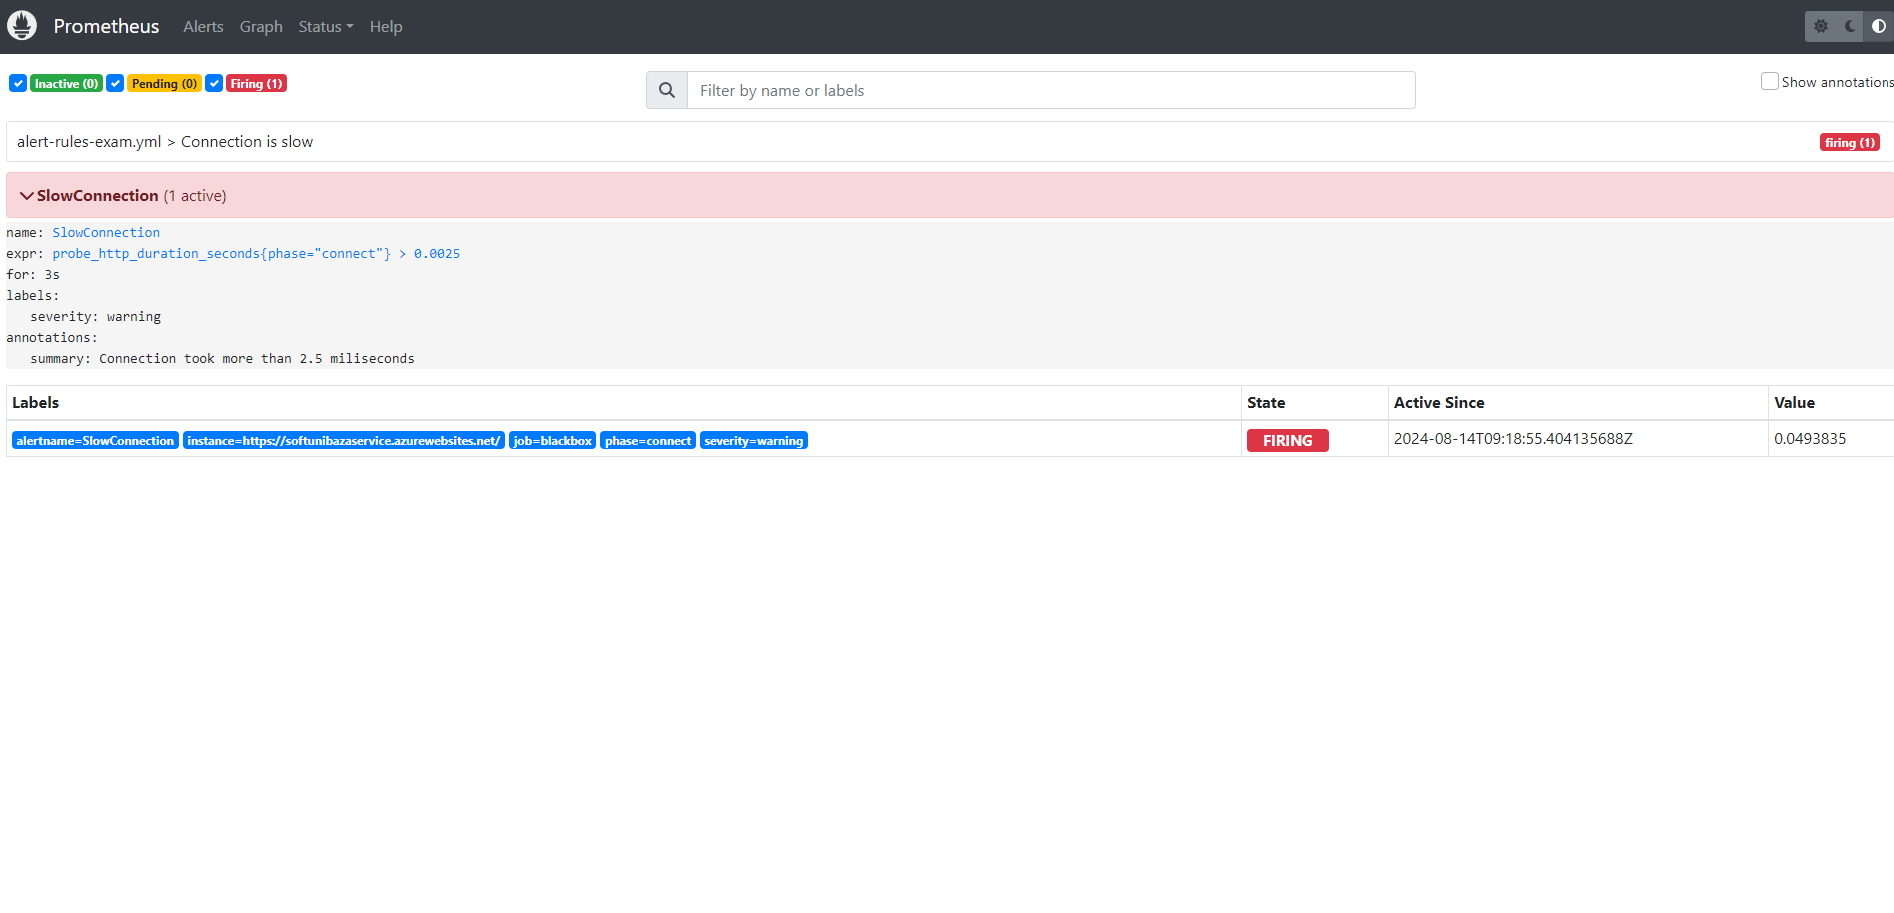 Prometheus Alerts Graph Status Help
Inactive (0) Pending (0) Firing (1) Filter by name or labels Show annotations
alert-rules-exam.yml > Connection is slow firing (1)
SlowConnection (1 active)
name: SlowConnection
expr: probe_http_duration_seconds{phase="connect"} > 0.0025
for: 3s
labels:
severity: warning
annotations:
summary: Connection took more than 2.5 miliseconds
Labels State Active Since Value
alertname=SlowConnection instance=https://softunibazaservice.azurewebsites.net/ job=blackbox phase=connect severity=warning FIRING 2024-08-14T09:18:55.404135688Z 0.0493835